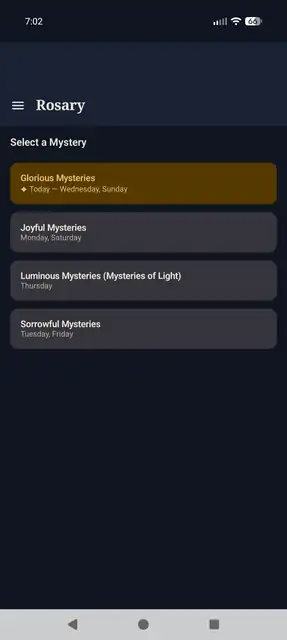 7:02
66
Rosary
Select a Mystery
Glorious Mysteries
✦ Today — Wednesday, Sunday
Joyful Mysteries
Monday, Saturday
Luminous Mysteries (Mysteries of Light)
Thursday
Sorrowful Mysteries
Tuesday, Friday